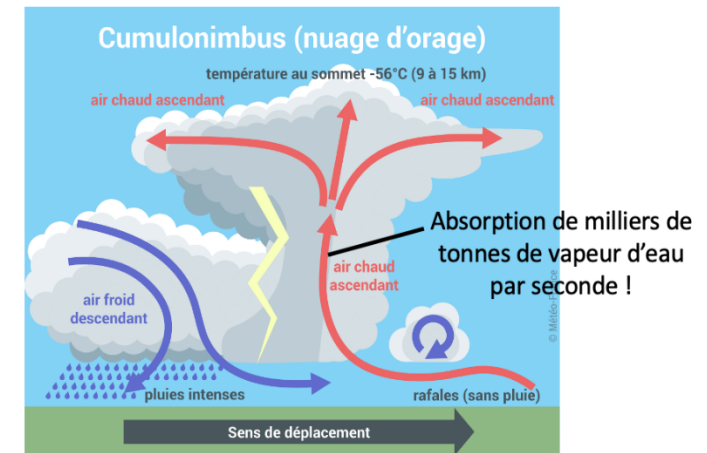 Cumulonimbus (nuage d'orage)
température au sommet -56°C (9 à 15 km)
air chaud ascendant
air chaud ascendant
Absorption de milliers de
tonnes de vapeur d'eau
par seconde !
air chaud
ascendant
air froid
descendant
© Météo-France
pluies intenses
rafales (sans pluie)
Sens de déplacement